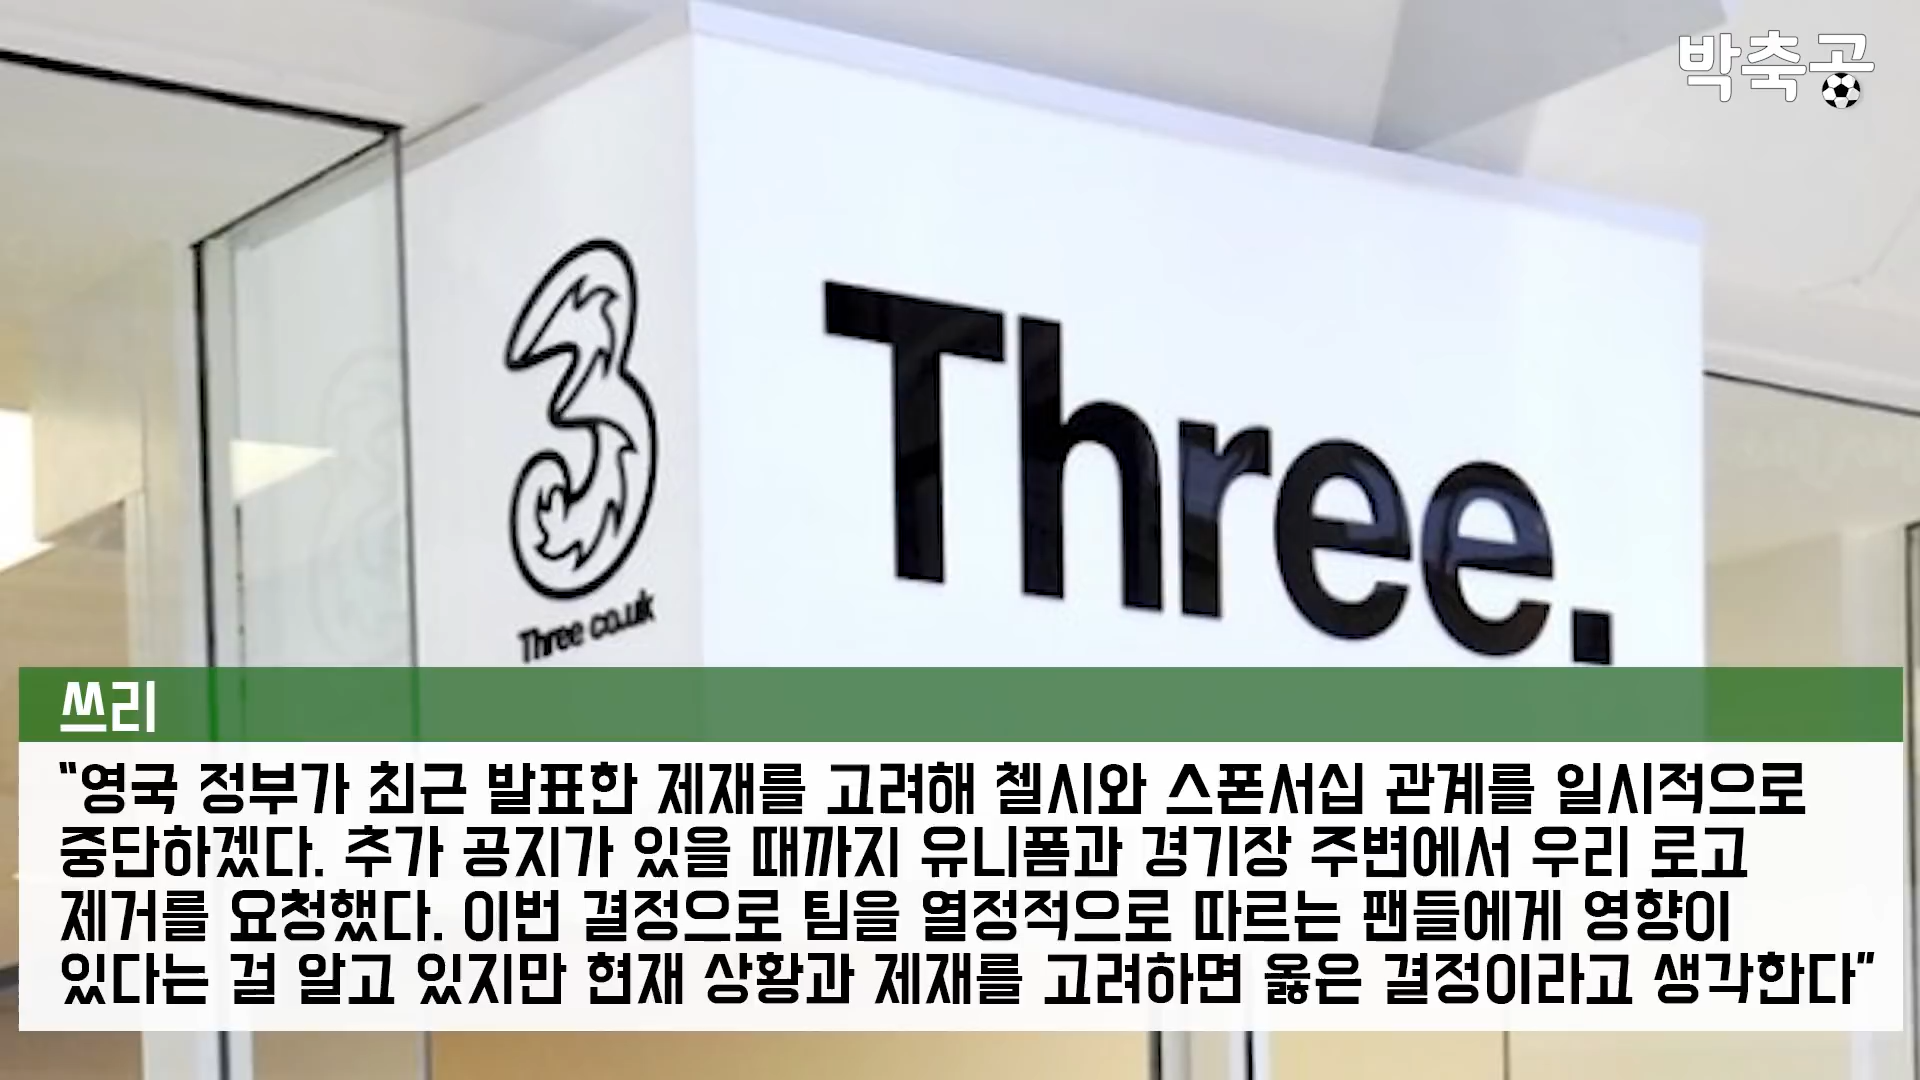 박축공
Three.
3
Three co.uk
쓰리
“영국 정부가 최근 발표한 제재를 고려해 첼시와 스폰서십 관계를 일시적으로
중단하겠다. 추가 공지가 있을 때까지 유니폼과 경기장 주변에서 우리 로고
제거를 요청했다. 이번 결정으로 팀을 열정적으로 따르는 팬들에게 영향이
있다는 걸 알고 있지만 현재 상황과 제재를 고려하면 옳은 결정이라고 생각한다”